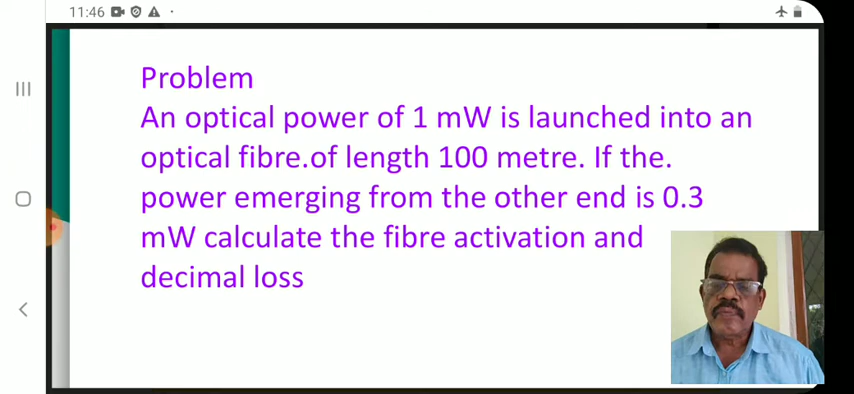 11:46
Problem
An optical power of 1 mW is launched into an
optical fibre.of length 100 metre. If the.
power emerging from the other end is 0.3
mW calculate the fibre activation and
decimal loss